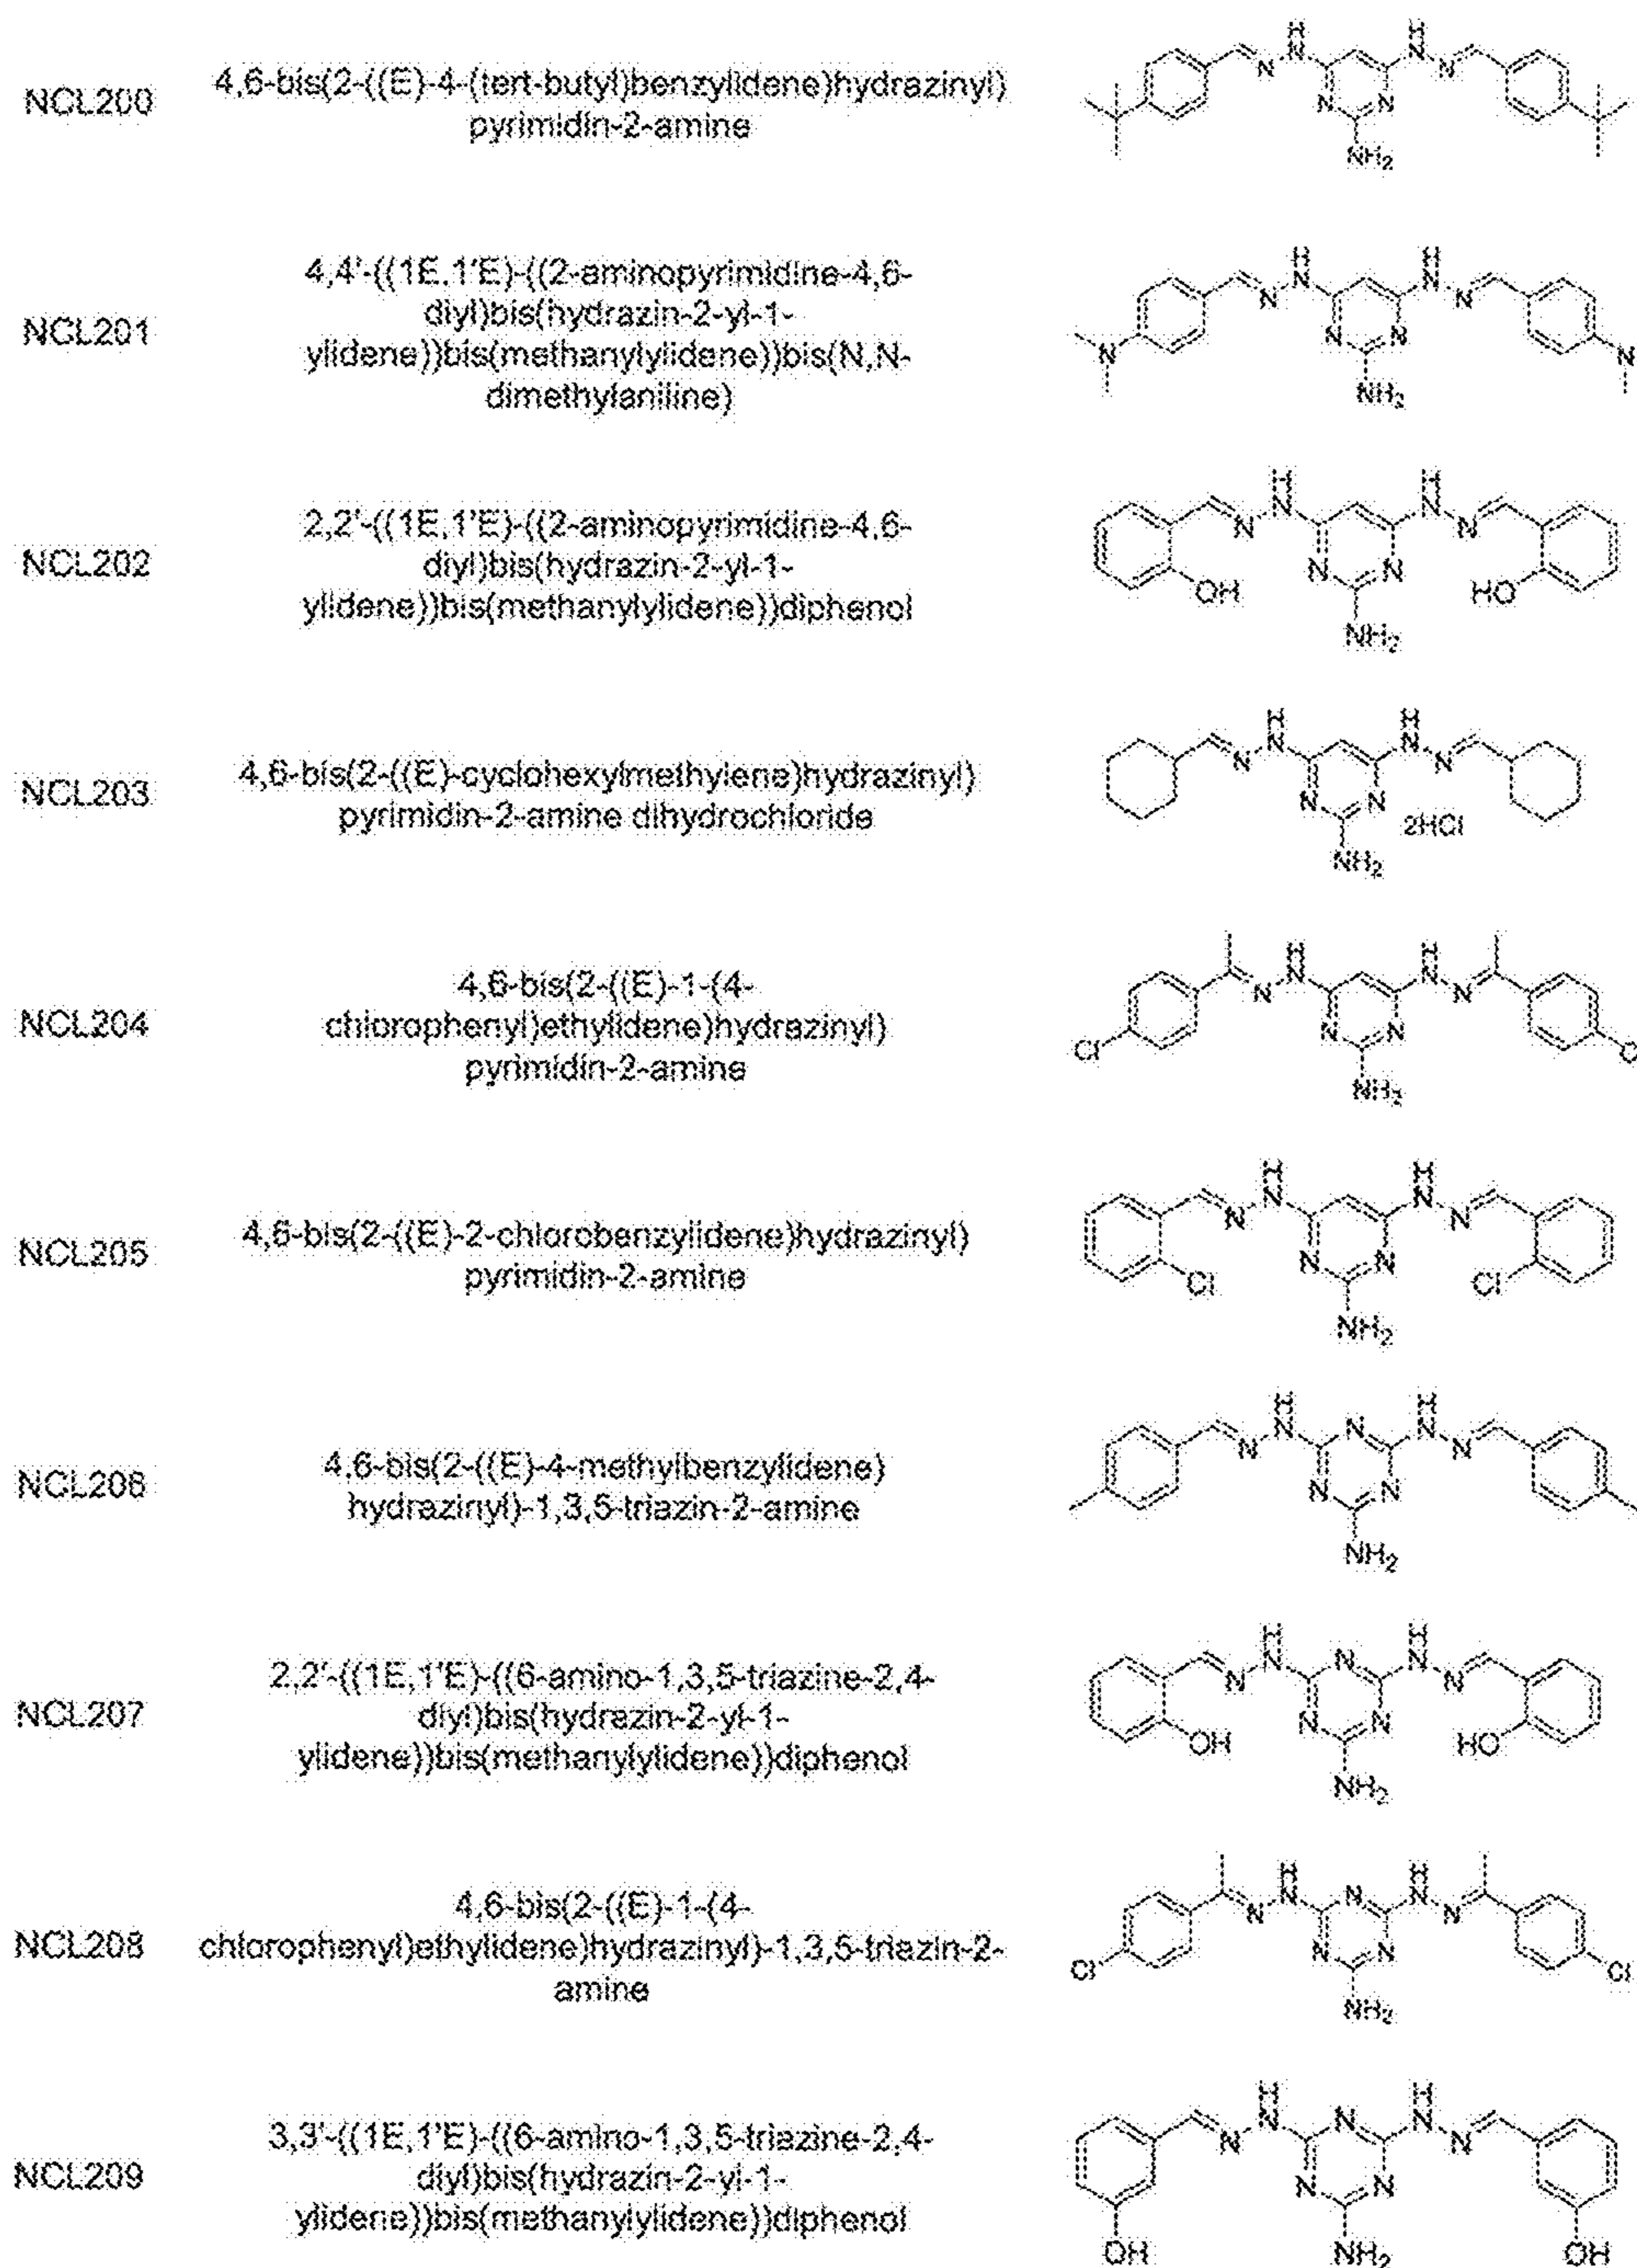 NCL200
4,6-bis(2-((E)-4-(tert-butyl)benzylidene)hydrazinyl)
pyrimidin-2-amine
H
N
N
H
N
N
N
N
NH2
NCL201
4,4'-((1E,1'E)-((2-aminopyrimidine-4,6-
diyl)bis(hydrazin-2-yl-1-
ylidene))bis(methanylylidene))bis(N,N-
dimethylaniline)
H
N
N
H
N
N
N
N
N
N
NH2
NCL202
2,2'-((1E,1'E)-((2-aminopyrimidine-4,6-
diyl)bis(hydrazin-2-yl-1-
ylidene))bis(methanylylidene))diphenol
H
N
N
H
N
N
N
N
OH
HO
NH2
NCL203
4,6-bis(2-((E)-cyclohexylmethylene)hydrazinyl)
pyrimidin-2-amine dihydrochloride
H
N
N
H
N
N
N
N
2HCl
NH2
NCL204
4,6-bis(2-((E)-1-(4-
chlorophenyl)ethylidene)hydrazinyl)
pyrimidin-2-amine
H
N
N
H
N
N
N
N
Cl
C
NH2
NCL205
4,6-bis(2-((E)-2-chlorobenzylidene)hydrazinyl)
pyrimidin-2-amine
H
N
N
H
N
N
N
N
Cl
Cl
NH2
NCL206
4,6-bis(2-((E)-4-methylbenzylidene)
hydrazinyl)-1,3,5-triazin-2-amine
H
N
N
N
H
N
N
N
N
NH2
NCL207
2,2'-((1E,1'E)-((6-amino-1,3,5-triazine-2,4-
diyl)bis(hydrazin-2-yl-1-
ylidene))bis(methanylylidene))diphenol
H
N
N
N
H
N
N
N
N
OH
HO
NH2
NCL208
4,6-bis(2-((E)-1-(4-
chlorophenyl)ethylidene)hydrazinyl)-1,3,5-triazin-2-
amine
H
N
N
N
H
N
N
N
N
Cl
Cl
NH2
NCL209
3,3'-((1E,1'E)-((6-amino-1,3,5-triazine-2,4-
diyl)bis(hydrazin-2-yl-1-
ylidene))bis(methanylylidene))diphenol
H
N
N
N
H
N
N
N
N
OH
NH2
OH